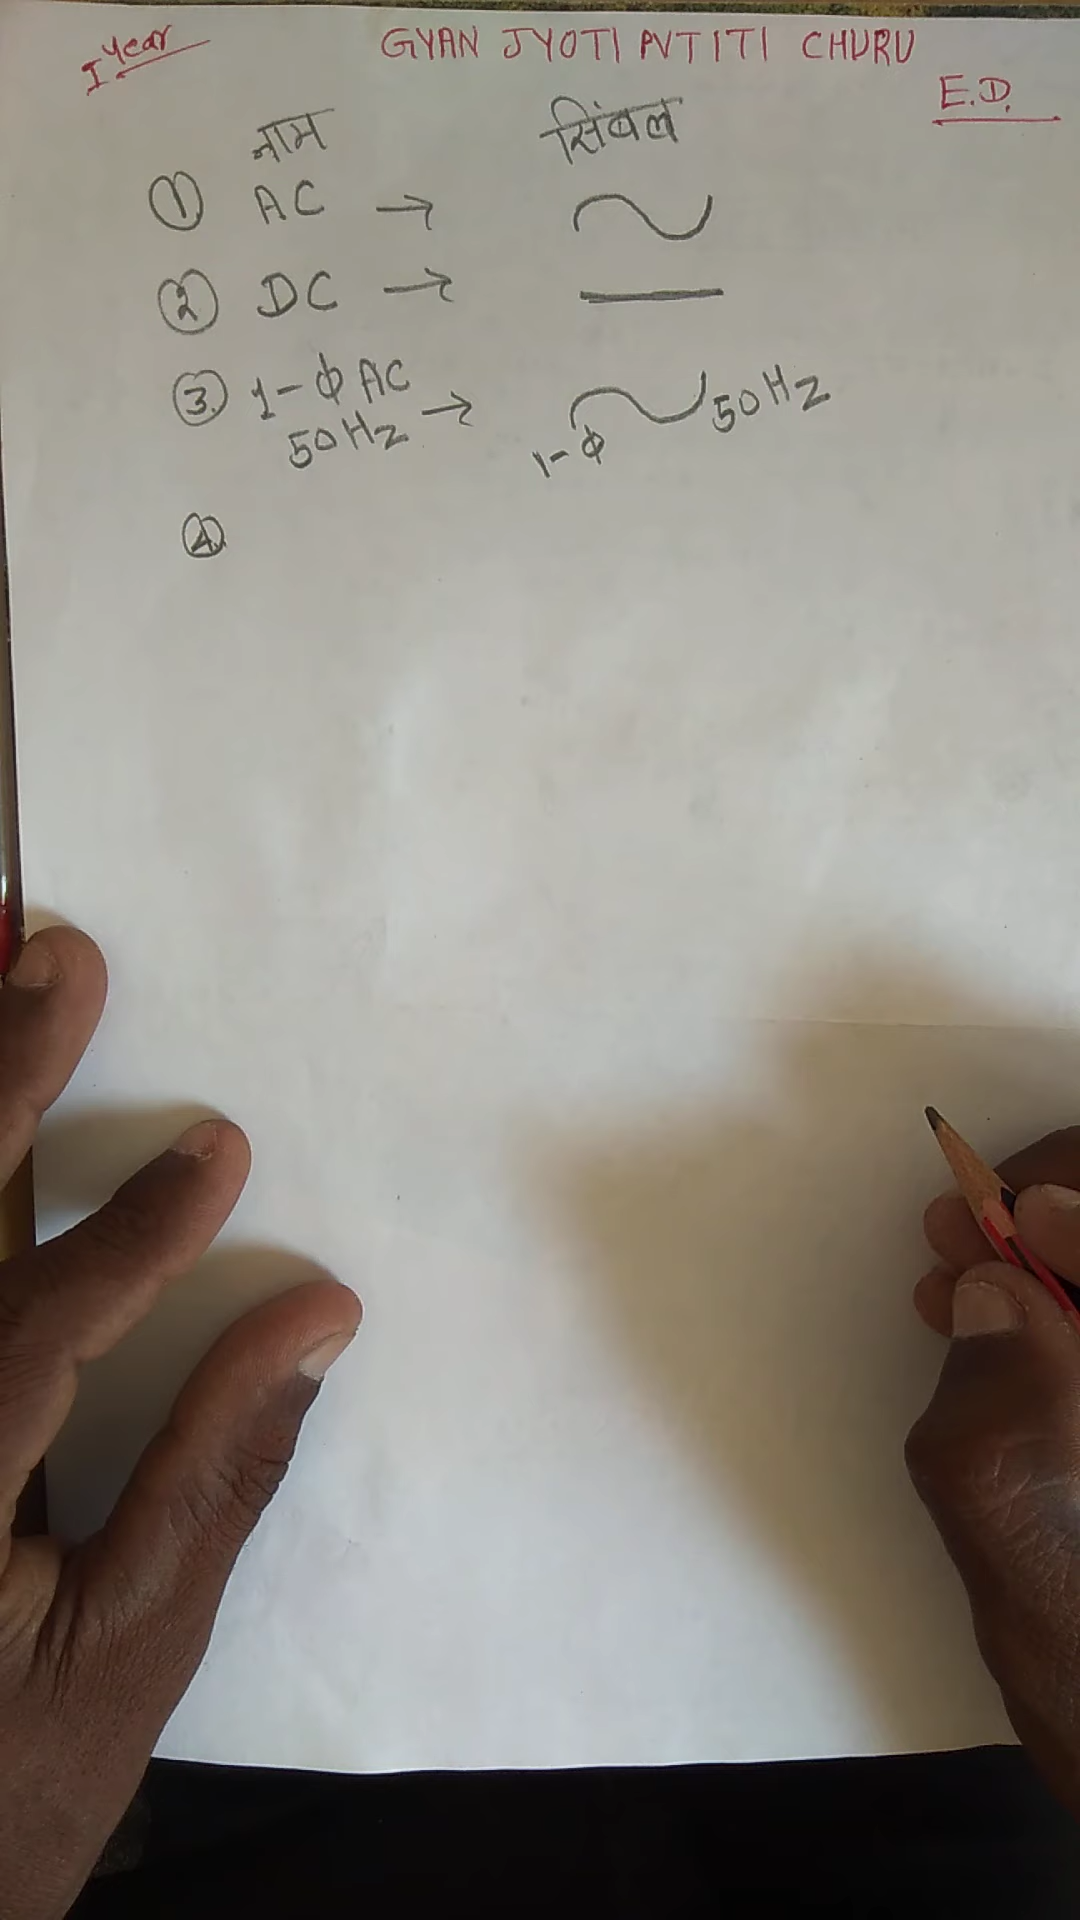 I Year
GYAN JYOTI PVT ITI CHURU
E.D.
नाम सिंबल
① AC → ~
② DC → —
③. 1-ϕ AC
50 Hz → 1-ϕ ~ 50 Hz
④.